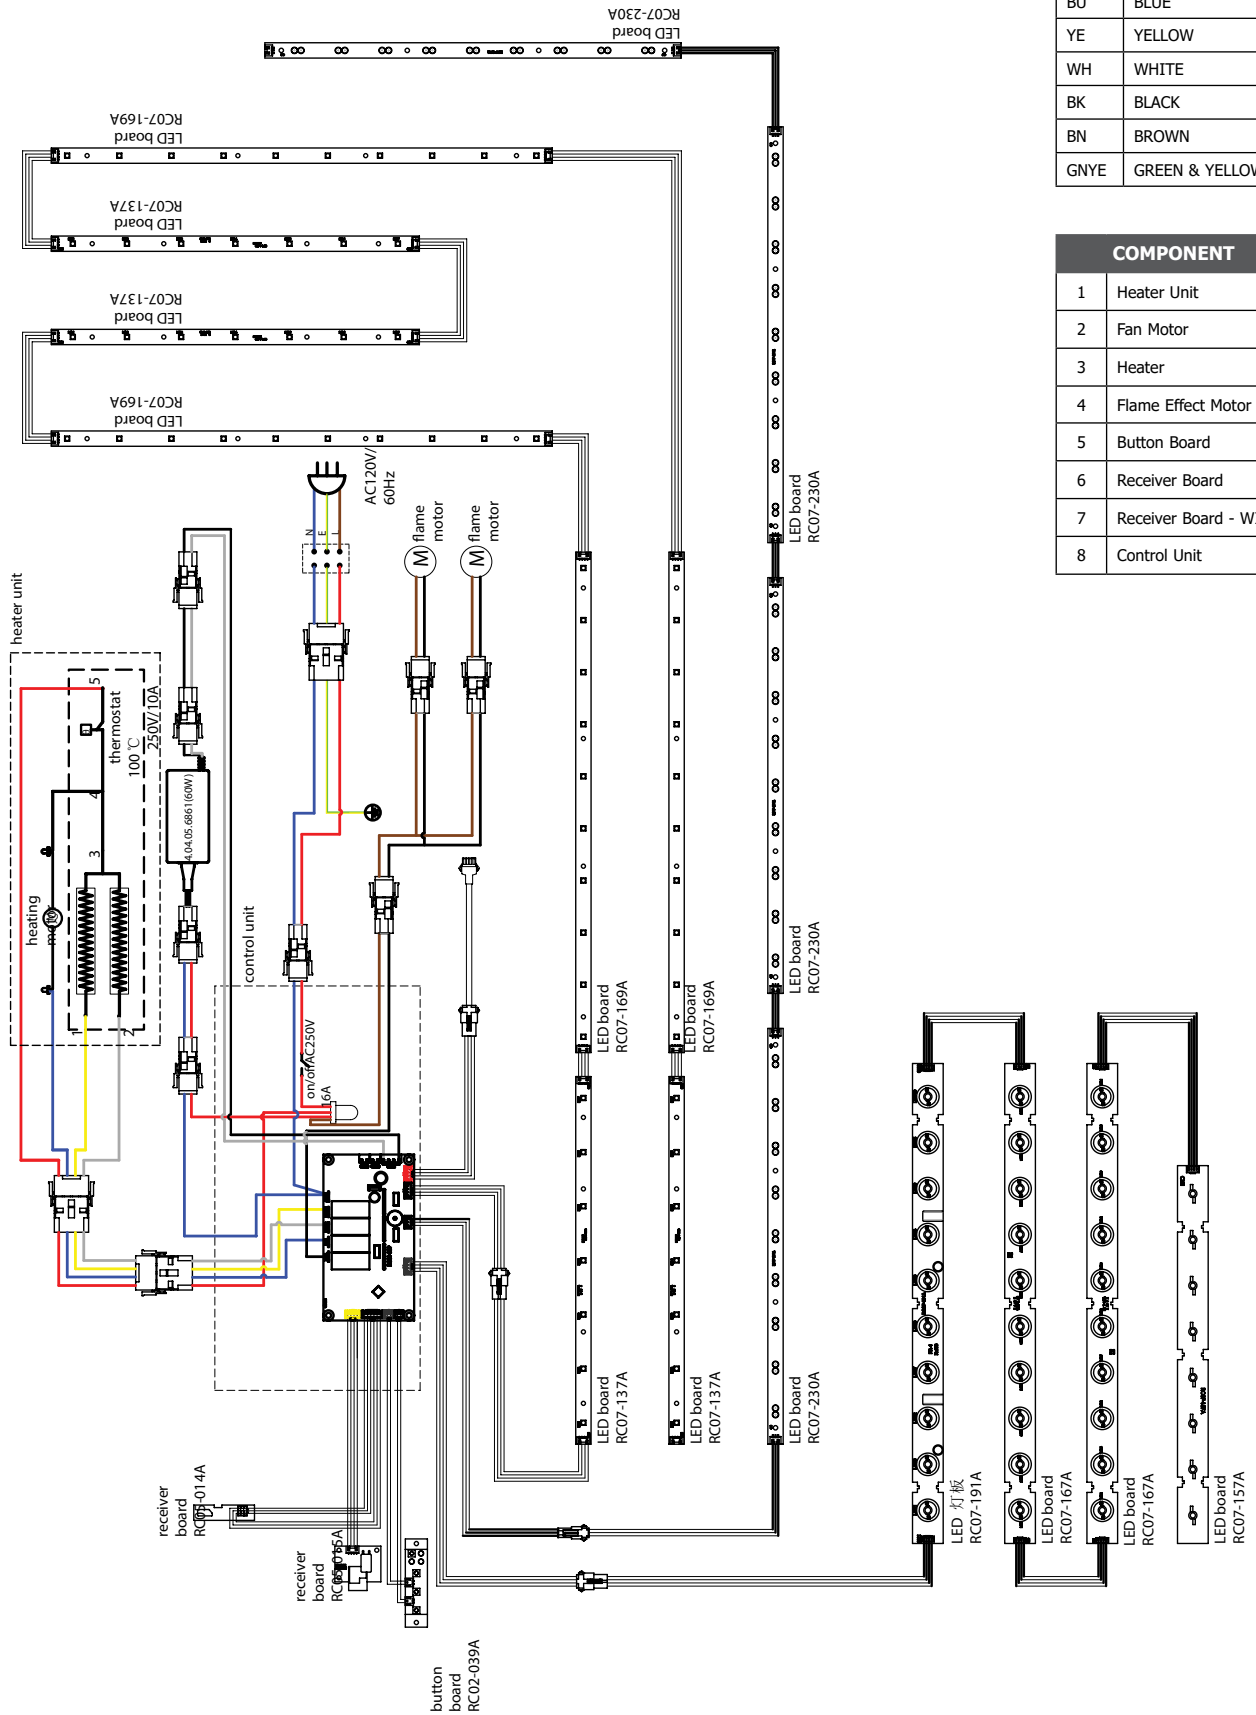 RC07-230A
LED board
BU BLUE
YE YELLOW
WH WHITE
BK BLACK
BN BROWN
GNYE GREEN & YELLOW
COMPONENT
1 Heater Unit
2 Fan Motor
3 Heater
4 Flame Effect Motor
5 Button Board
6 Receiver Board
7 Receiver Board - WI
8 Control Unit
RC07-169A
LED board
RC07-137A
LED board
RC07-137A
LED board
RC07-169A
LED board
AC120V/
60Hz
N
E
L
M
flame
motor
M
flame
motor
LED board
RC07-230A
heater unit
5
thermostat
100℃
250V/10A
4
3
heating
motor
1
2
4.04.05.6861(60W)
control unit
on/off AC250V
16A
LED board
RC07-169A
LED board
RC07-169A
LED board
RC07-230A
LED board
RC07-137A
LED board
RC07-137A
LED board
RC07-230A
receiver
board
RC05-014A
receiver
board
RC05-015A
button
board
RC02-039A
LED 灯板
RC07-191A
LED board
RC07-167A
LED board
RC07-167A
LED board
RC07-157A